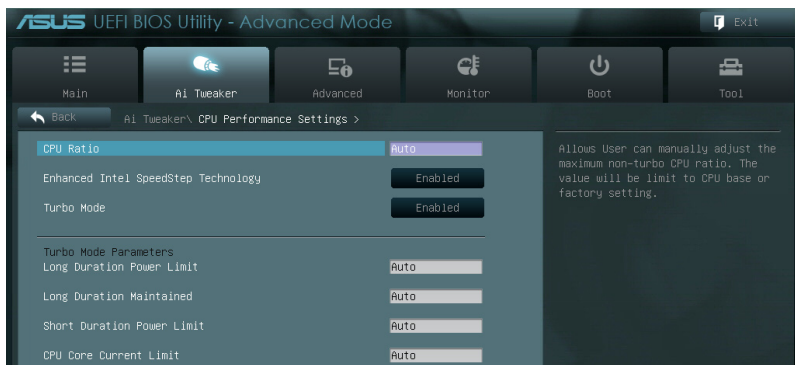 ASUS UEFI BIOS Utility - Advanced Mode
Exit
Main
Ai Tweaker
Advanced
Monitor
Boot
Tool
Back
Ai Tweaker\ CPU Performance Settings >
CPU Ratio Auto
Enhanced Intel SpeedStep Technology Enabled
Turbo Mode Enabled
Turbo Mode Parameters
Long Duration Power Limit Auto
Long Duration Maintained Auto
Short Duration Power Limit Auto
CPU Core Current Limit Auto
Allows User can manually adjust the
maximum non-turbo CPU ratio. The
value will be limit to CPU base or
factory setting.